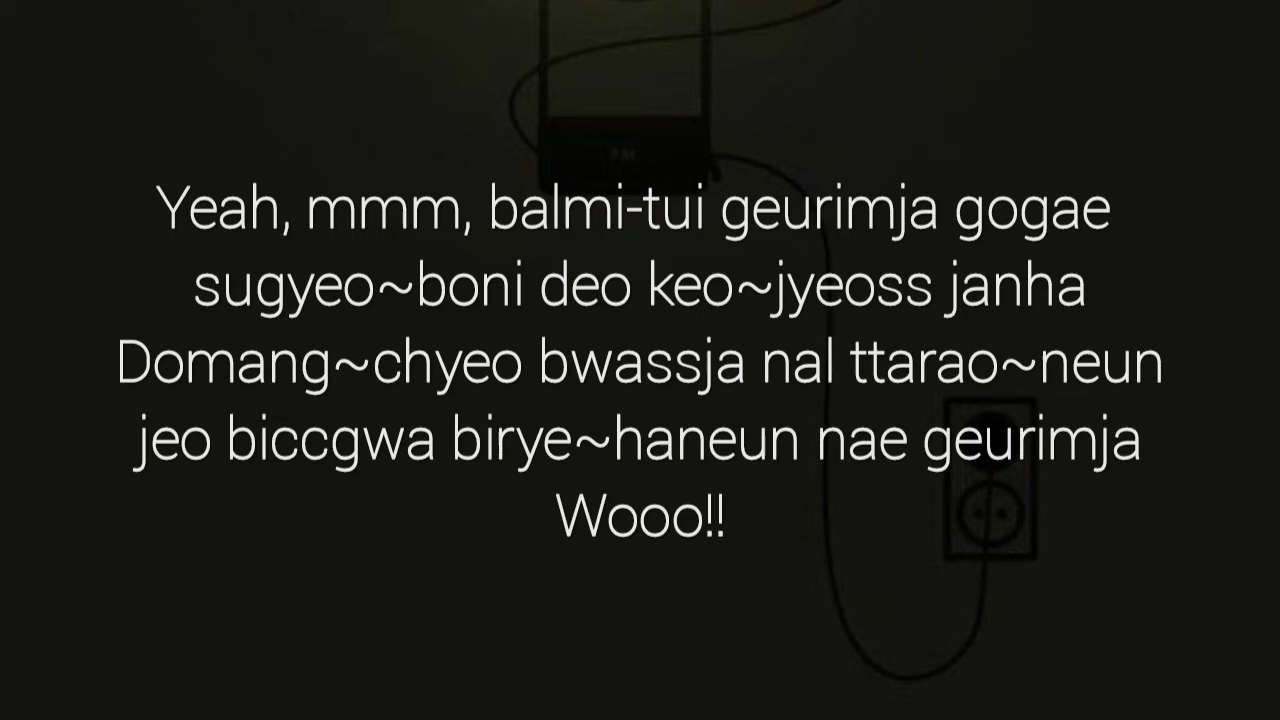 Yeah, mmm, balmi-tui geurimja gogae
sugyeo~boni deo keo~jyeoss janha
Domang~chyeo bwassja nal ttarao~neun
jeo biccgwa birye~haneun nae geurimja
Wooo!!